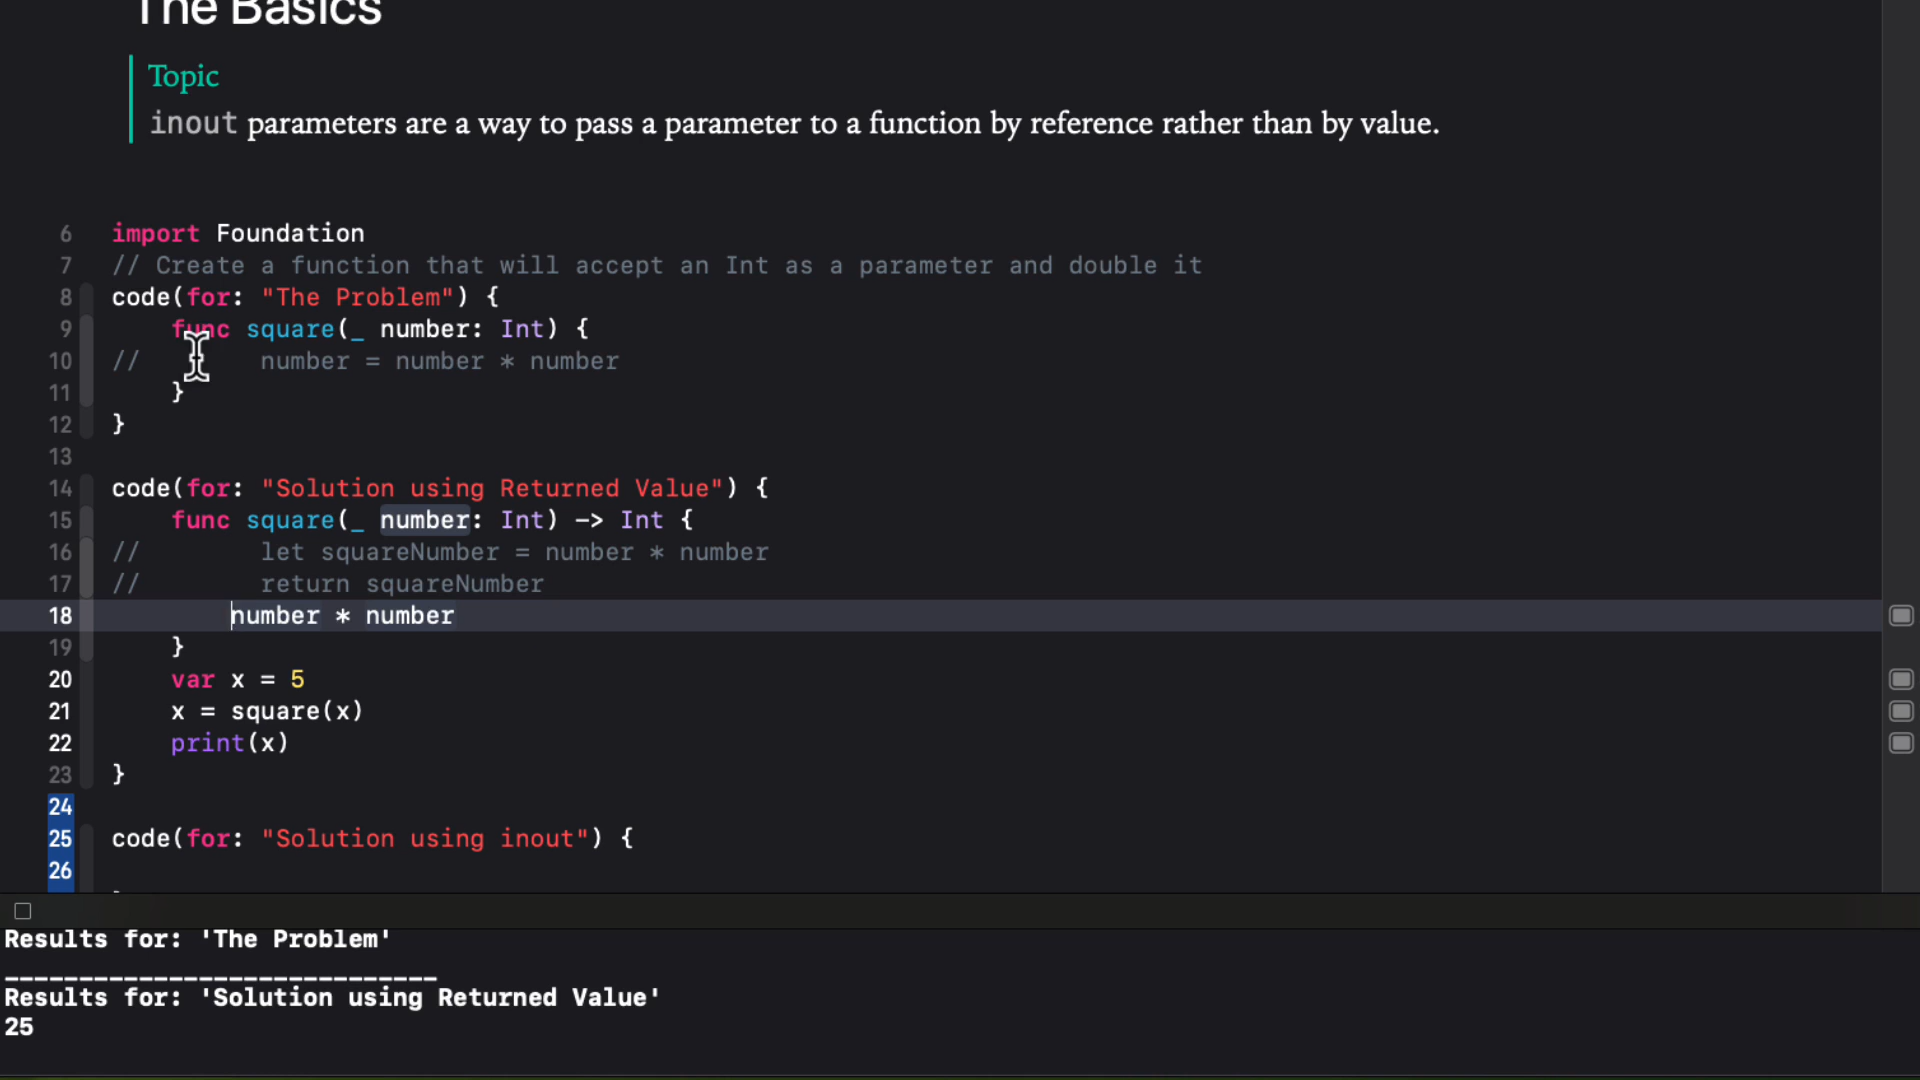 The Basics
Topic
inout parameters are a way to pass a parameter to a function by reference rather than by value.
6 import Foundation
7 // Create a function that will accept an Int as a parameter and double it
8 code(for: "The Problem") {
9     func square(_ number: Int) {
10 //        number = number * number
11     }
12 }
13
14 code(for: "Solution using Returned Value") {
15     func square(_ number: Int) -> Int {
16 //        let squareNumber = number * number
17 //        return squareNumber
18         number * number
19     }
20     var x = 5
21     x = square(x)
22     print(x)
23 }
24
25 code(for: "Solution using inout") {
26
Results for: 'The Problem'
_____________________________
Results for: 'Solution using Returned Value'
25